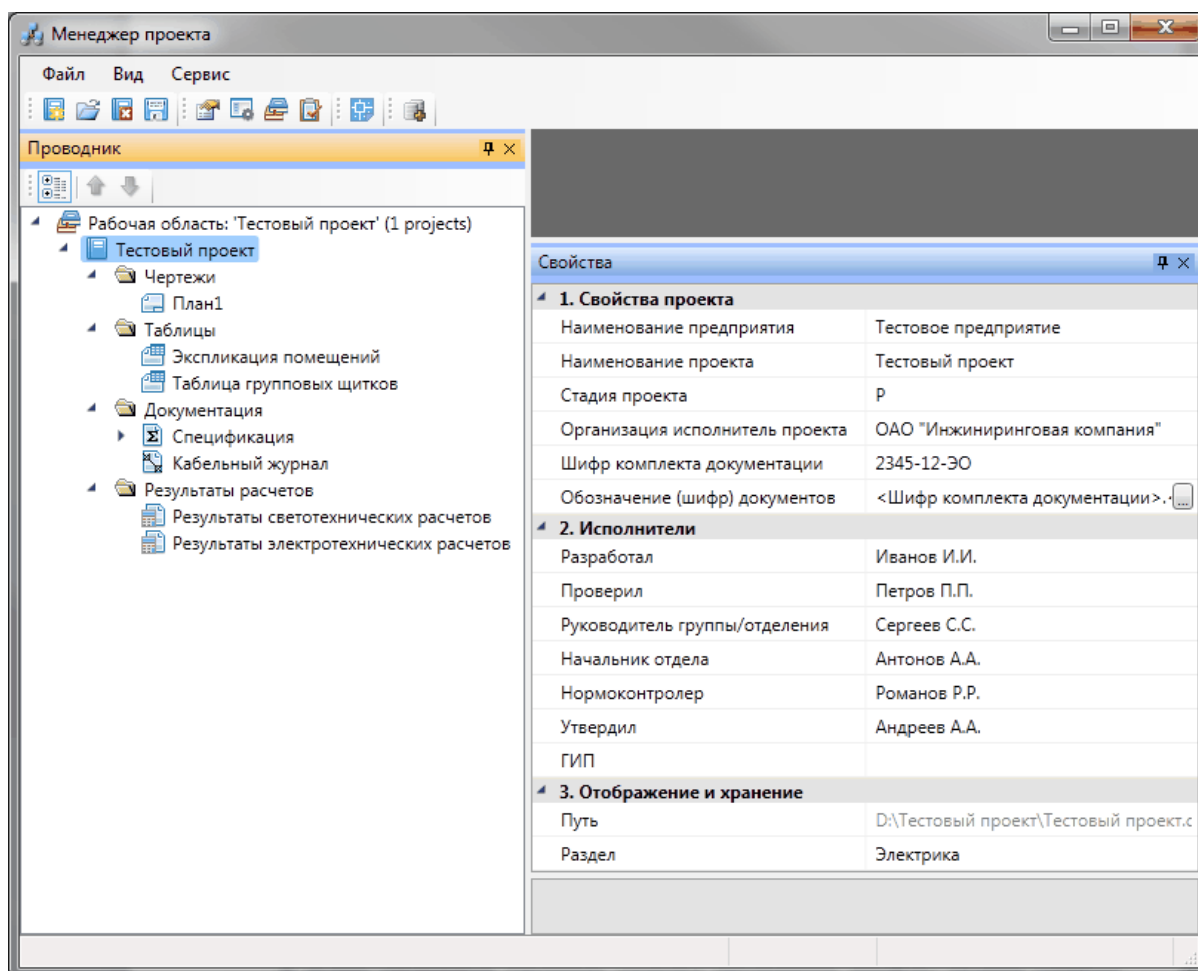 Менеджер проекта
Файл Вид Сервис
Проводник
Рабочая область: 'Тестовый проект' (1 projects)
Тестовый проект
Чертежи
План1
Таблицы
Экспликация помещений
Таблица групповых щитков
Документация
Спецификация
Кабельный журнал
Результаты расчетов
Результаты светотехнических расчетов
Результаты электротехнических расчетов
Свойства
1. Свойства проекта
Наименование предприятия Тестовое предприятие
Наименование проекта Тестовый проект
Стадия проекта Р
Организация исполнитель проекта ОАО "Инжиниринговая компания"
Шифр комплекта документации 2345-12-ЭО
Обозначение (шифр) документов <Шифр комплекта документации>.‹ ...
2. Исполнители
Разработал Иванов И.И.
Проверил Петров П.П.
Руководитель группы/отделения Сергеев С.С.
Начальник отдела Антонов А.А.
Нормоконтролер Романов Р.Р.
Утвердил Андреев А.А.
ГИП
3. Отображение и хранение
Путь D:\Тестовый проект\Тестовый проект.c
Раздел Электрика